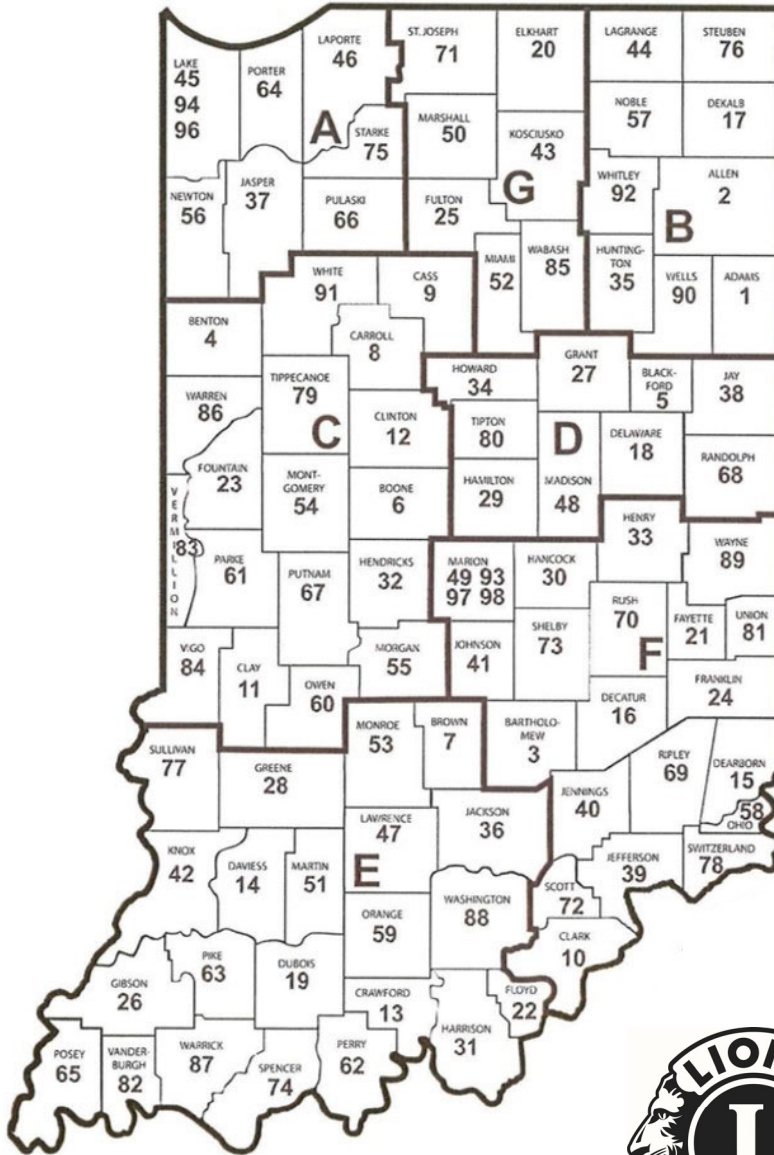 LAKE
45
94
96
PORTER
64
LAPORTE
46
ST. JOSEPH
71
ELKHART
20
LAGRANGE
44
STEUBEN
76
A
STARKE
75
MARSHALL
50
KOSCIUSKO
43
NOBLE
57
DEKALB
17
NEWTON
56
JASPER
37
PULASKI
66
FULTON
25
G
WHITLEY
92
ALLEN
2
B
MIAMI
52
WABASH
85
HUNTING-
TON
35
WELLS
90
ADAMS
1
WHITE
91
CASS
9
BENTON
4
CARROLL
8
HOWARD
34
GRANT
27
BLACK-
FORD
5
JAY
38
WARREN
86
TIPPECANOE
79
C
CLINTON
12
TIPTON
80
D
DELAWARE
18
RANDOLPH
68
FOUNTAIN
23
MONT-
GOMERY
54
BOONE
6
HAMILTON
29
MADISON
48
HENRY
33
VERMILLION
83
PARKE
61
PUTNAM
67
HENDRICKS
32
MARION
49 93
97 98
HANCOCK
30
WAYNE
89
RUSH
70
FAYETTE
21
UNION
81
F
VIGO
84
CLAY
11
OWEN
60
MORGAN
55
JOHNSON
41
SHELBY
73
DECATUR
16
FRANKLIN
24
SULLIVAN
77
GREENE
28
MONROE
53
BROWN
7
BARTHOLO-
MEW
3
JENNINGS
40
RIPLEY
69
DEARBORN
15
58
OHIO
KNOX
42
DAVIESS
14
MARTIN
51
LAWRENCE
47
E
JACKSON
36
JEFFERSON
39
SWITZERLAND
78
ORANGE
59
WASHINGTON
88
SCOTT
72
CLARK
10
GIBSON
26
PIKE
63
DUBOIS
19
CRAWFORD
13
FLOYD
22
HARRISON
31
POSEY
65
VANDER-
BURGH
82
WARRICK
87
SPENCER
74
PERRY
62
LION
L